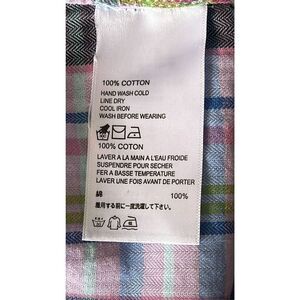 100% COTTON
HAND WASH COLD
LINE DRY
COOL IRON
WASH BEFORE WEARING
100% COTON
LAVER A LA MAIN A L'EAU FROIDE
SUSPENDRE POUR SECHER
FER A BASSE TEMPERATURE
LAVER UNE FOIS AVANT DE PORTER
綿 100%
着用する前に一度洗濯して下さい